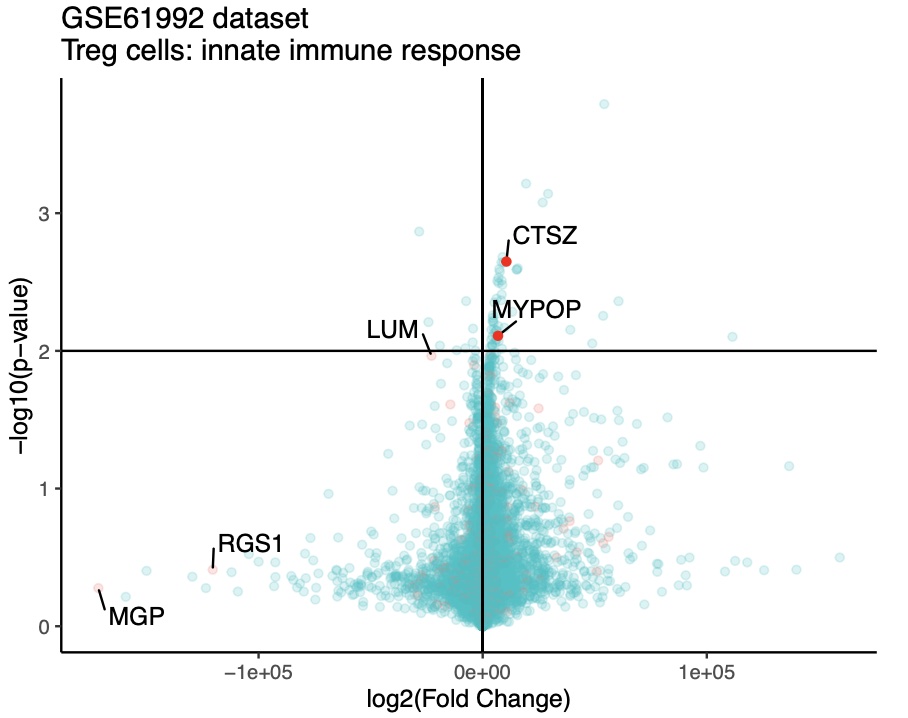 GSE61992 dataset
Treg cells: innate immune response
3
CTSZ
MYPOP
LUM
2
1
RGS1
MGP
0
−log10(p−value)
−1e+05
0e+00
1e+05
log2(Fold Change)